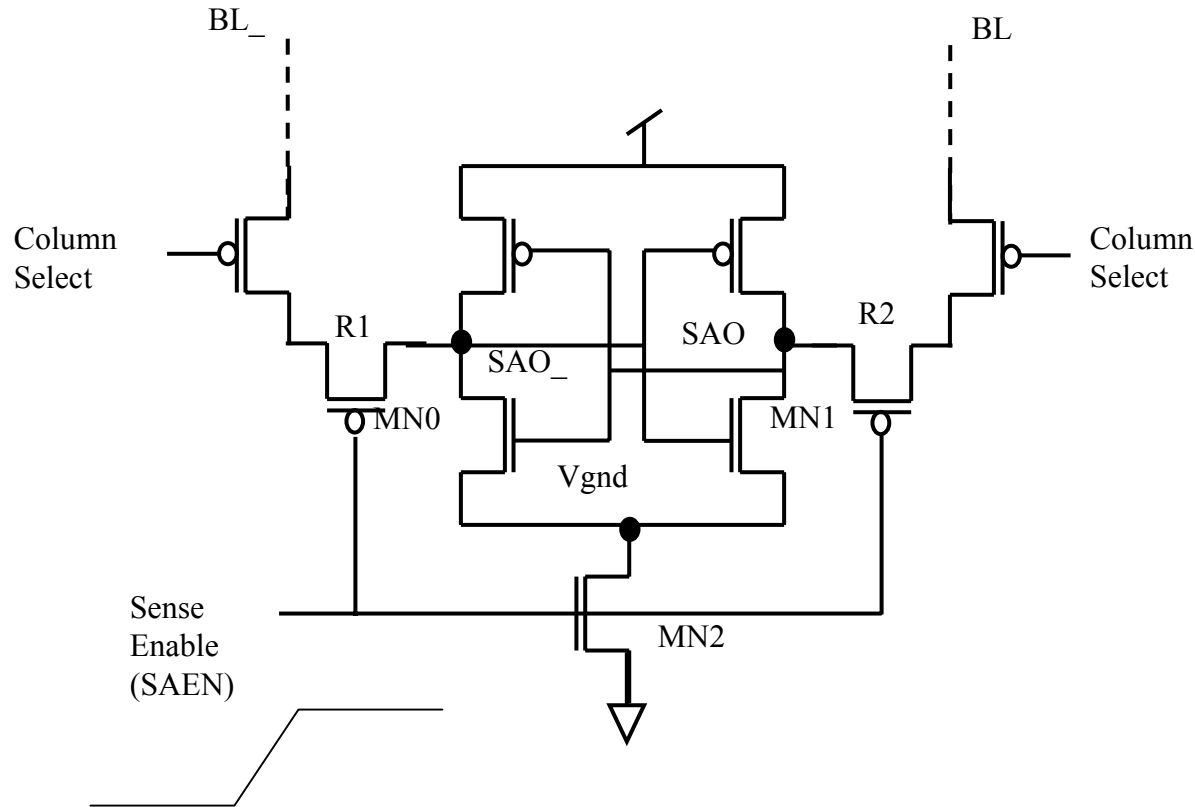 BL_
BL
Column
Select
Column
Select
R1
R2
SAO
SAO_
MN0
MN1
Vgnd
Sense
Enable
(SAEN)
MN2